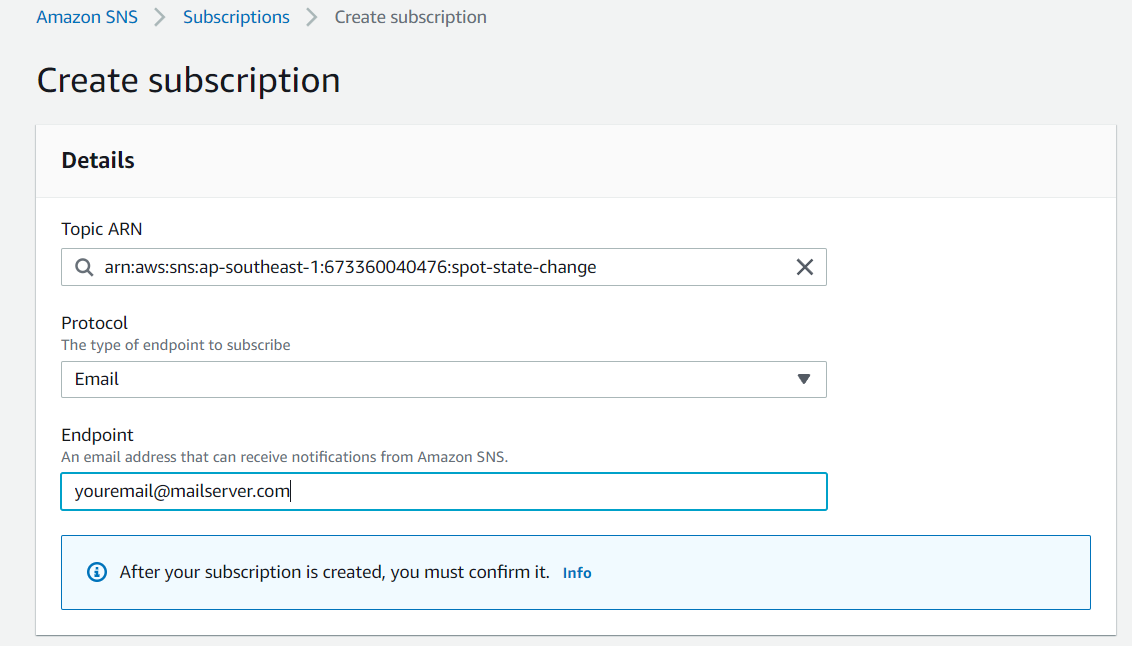 Amazon SNS > Subscriptions > Create subscription
Create subscription
Details
Topic ARN
arn:aws:sns:ap-southeast-1:673360040476:spot-state-change
Protocol
The type of endpoint to subscribe
Email
Endpoint
An email address that can receive notifications from Amazon SNS.
youremail@mailserver.com
After your subscription is created, you must confirm it. Info